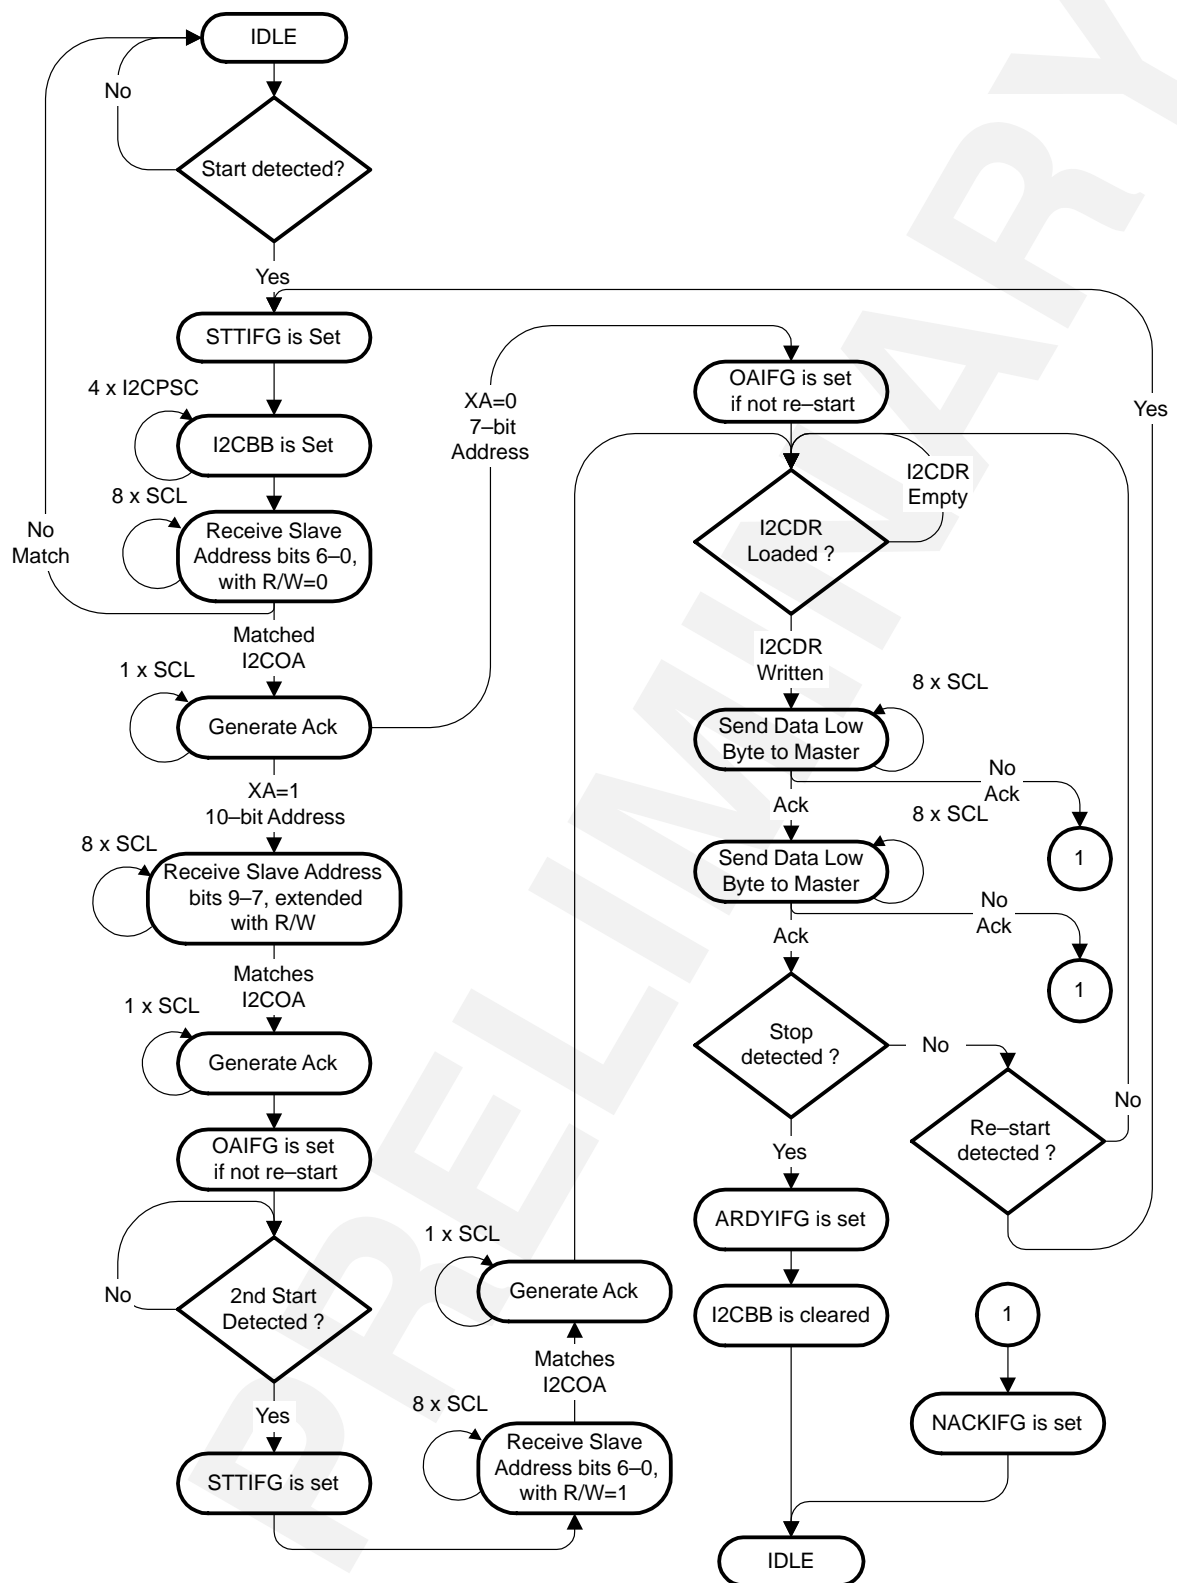 IDLE
No
Start detected?
Yes
STTIFG is Set
4 x I2CPSC
I2CBB is Set
8 x SCL
Receive Slave
Address bits 6–0,
with R/W=0
No
Match
Matched
I2COA
1 x SCL
Generate Ack
XA=0
7–bit
Address
XA=1
10–bit Address
8 x SCL
Receive Slave Address
bits 9–7, extended
with R/W
Matches
I2COA
1 x SCL
Generate Ack
OAIFG is set
if not re–start
No
2nd Start
Detected ?
Yes
STTIFG is set
8 x SCL
Receive Slave
Address bits 6–0,
with R/W=1
Matches
I2COA
1 x SCL
Generate Ack
OAIFG is set
if not re–start
Yes
I2CDR
Empty
I2CDR
Loaded ?
I2CDR
Written
8 x SCL
Send Data Low
Byte to Master
No
Ack
1
Ack
8 x SCL
Send Data Low
Byte to Master
No
Ack
1
Ack
Stop
detected ?
No
Re–start
detected ?
No
Yes
ARDYIFG is set
I2CBB is cleared
1
NACKIFG is set
IDLE
PRELIMINARY